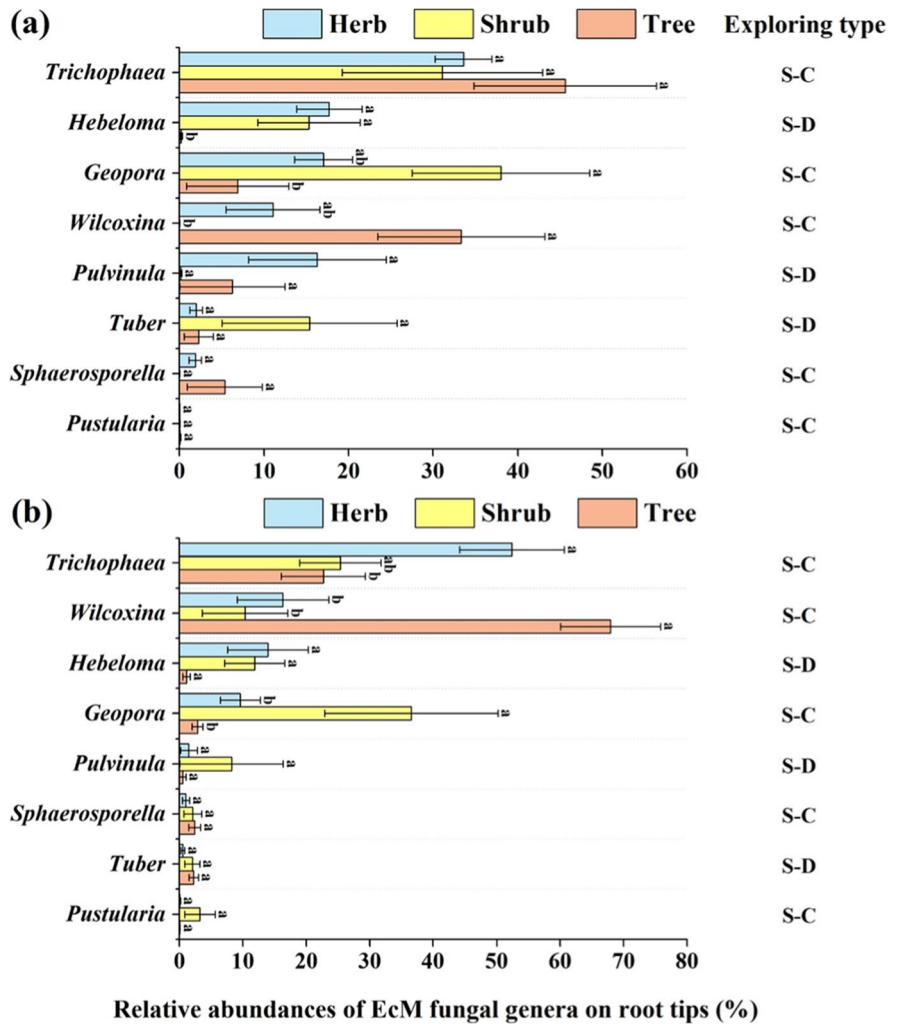 (a) Herb Shrub Tree Exploring type
Trichophaea a a a S-C
Hebeloma a a b S-D
Geopora ab a b S-C
Wilcoxina ab b a S-C
Pulvinula a a a S-D
Tuber a a a S-D
Sphaerosporella a a a S-C
Pustularia a a a S-C
0 10 20 30 40 50 60
(b) Herb Shrub Tree
Trichophaea a ab b S-C
Wilcoxina b b a S-C
Hebeloma a a a S-D
Geopora b a b S-C
Pulvinula a a a S-D
Sphaerosporella a a a S-C
Tuber a a a S-D
Pustularia a a a S-C
0 10 20 30 40 50 60 70 80
Relative abundances of EcM fungal genera on root tips (%)